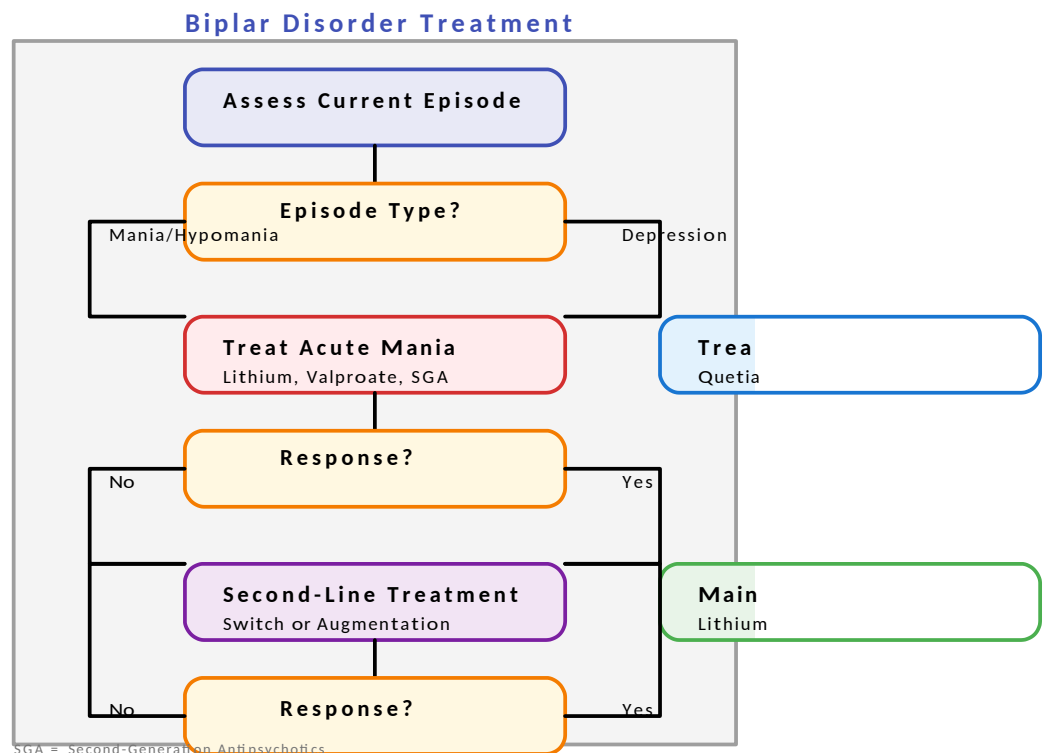 Biplar Disorder Treatment
Assess Current Episode
Episode Type?
Mania/Hypomania
Depression
Treat Acute Mania
Lithium, Valproate, SGA
Trea
Quetia
Response?
No
Yes
Second-Line Treatment
Switch or Augmentation
Main
Lithium
Response?
No
Yes
SGA = Second-Generation Antipsychotics